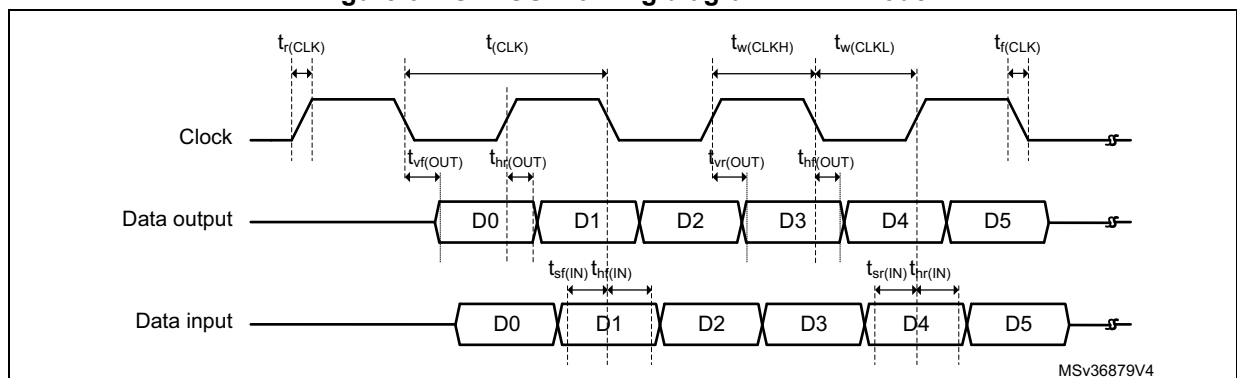 t_r(CLK) t_(CLK) t_w(CLKH) t_w(CLKL) t_f(CLK)
Clock
t_vf(OUT) t_hr(OUT) t_vr(OUT) t_hf(OUT)
Data output D0 D1 D2 D3 D4 D5
t_sf(IN) t_hf(IN) t_sr(IN) t_hr(IN)
Data input D0 D1 D2 D3 D4 D5
MSv36879V4